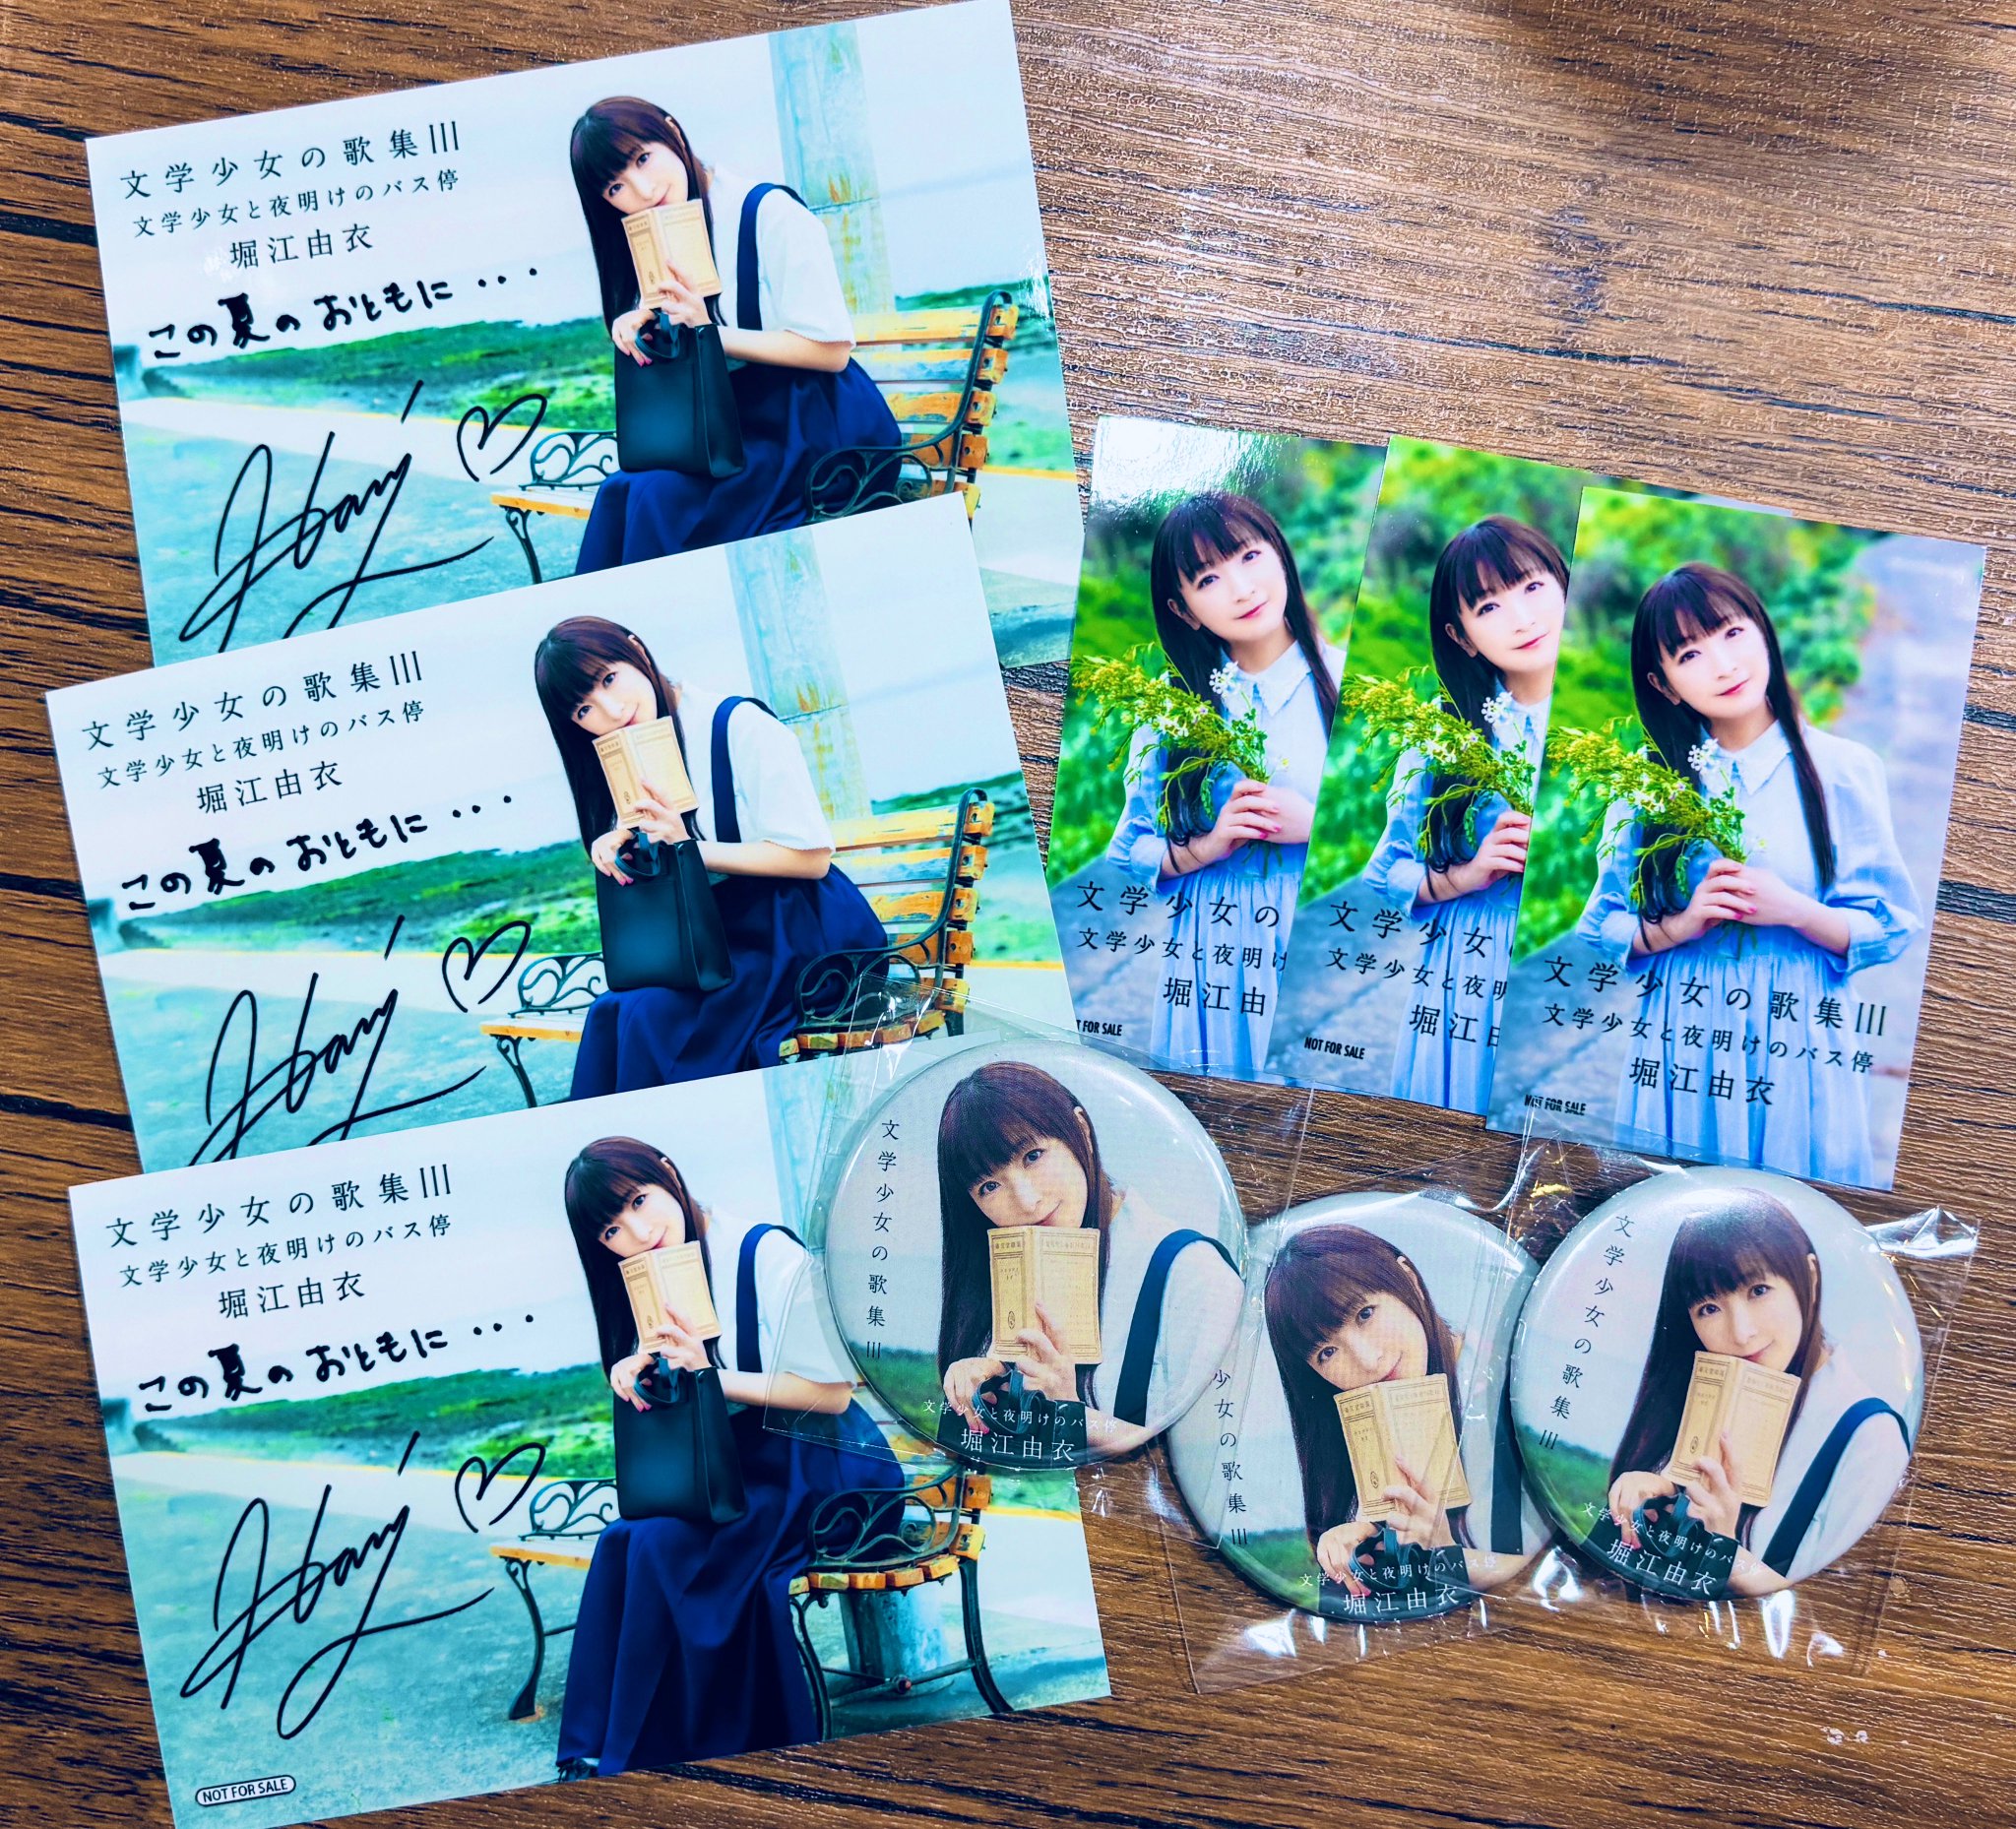 文学少女の歌集III
文学少女と夜明けのバス停
堀江由衣
この夏のおともに・・・
文学少女の歌集III
文学少女と夜明けのバス停
堀江由衣
この夏のおともに・・・
文学少女の歌集III
文学少女と夜明けのバス停
堀江由衣
この夏のおともに・・・
NOT FOR SALE
文学少女の
文学少女と夜明け
堀江由
T FOR SALE
文学少女
文学少女と夜
堀江
NOT FOR SALE
文学少女の歌集III
文学少女と夜明けのバス停
堀江由衣
NOT FOR SALE
文学少女の歌集III
文学少女と夜明けのバス停
堀江由衣
少女の歌集III
文学少女と夜明けのバス停
堀江由衣
文学少女の歌集III
文学少女と夜明けのバス停
堀江由衣